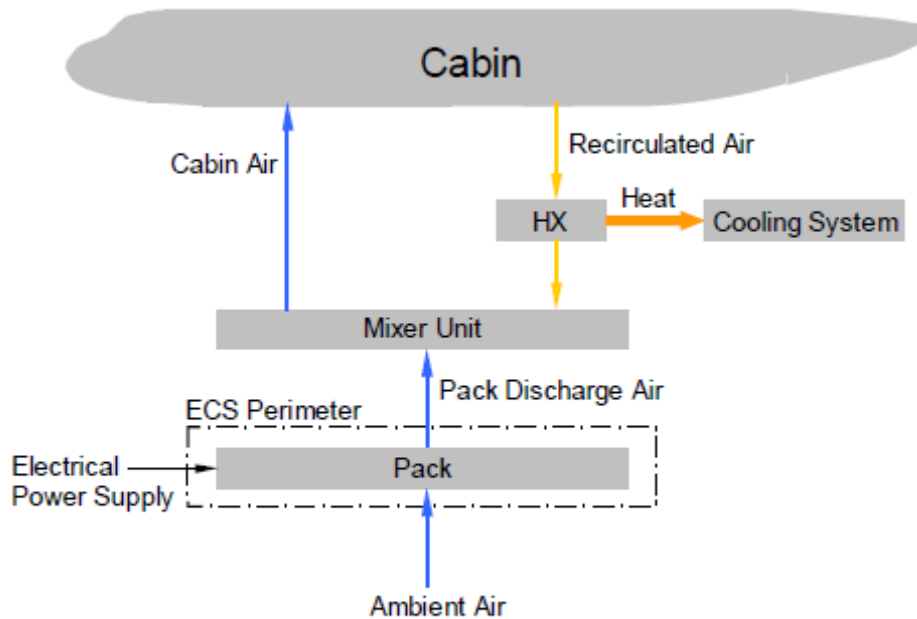 Cabin
Cabin Air
Recirculated Air
Heat
HX
Cooling System
Mixer Unit
Pack Discharge Air
ECS Perimeter
Electrical
Power Supply
Pack
Ambient Air